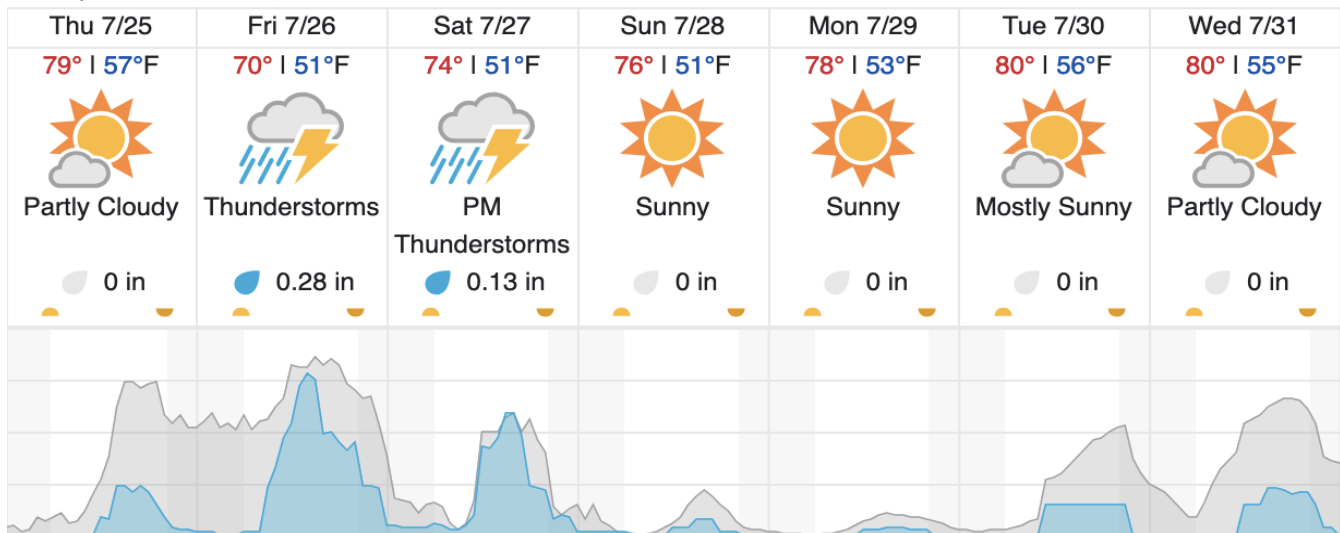 Thu 7/25 Fri 7/26 Sat 7/27 Sun 7/28 Mon 7/29 Tue 7/30 Wed 7/31
79° | 57°F 70° | 51°F 74° | 51°F 76° | 51°F 78° | 53°F 80° | 56°F 80° | 55°F
Partly Cloudy Thunderstorms PM Sunny Sunny Mostly Sunny Partly Cloudy
Thunderstorms
0 in 0.28 in 0.13 in 0 in 0 in 0 in 0 in